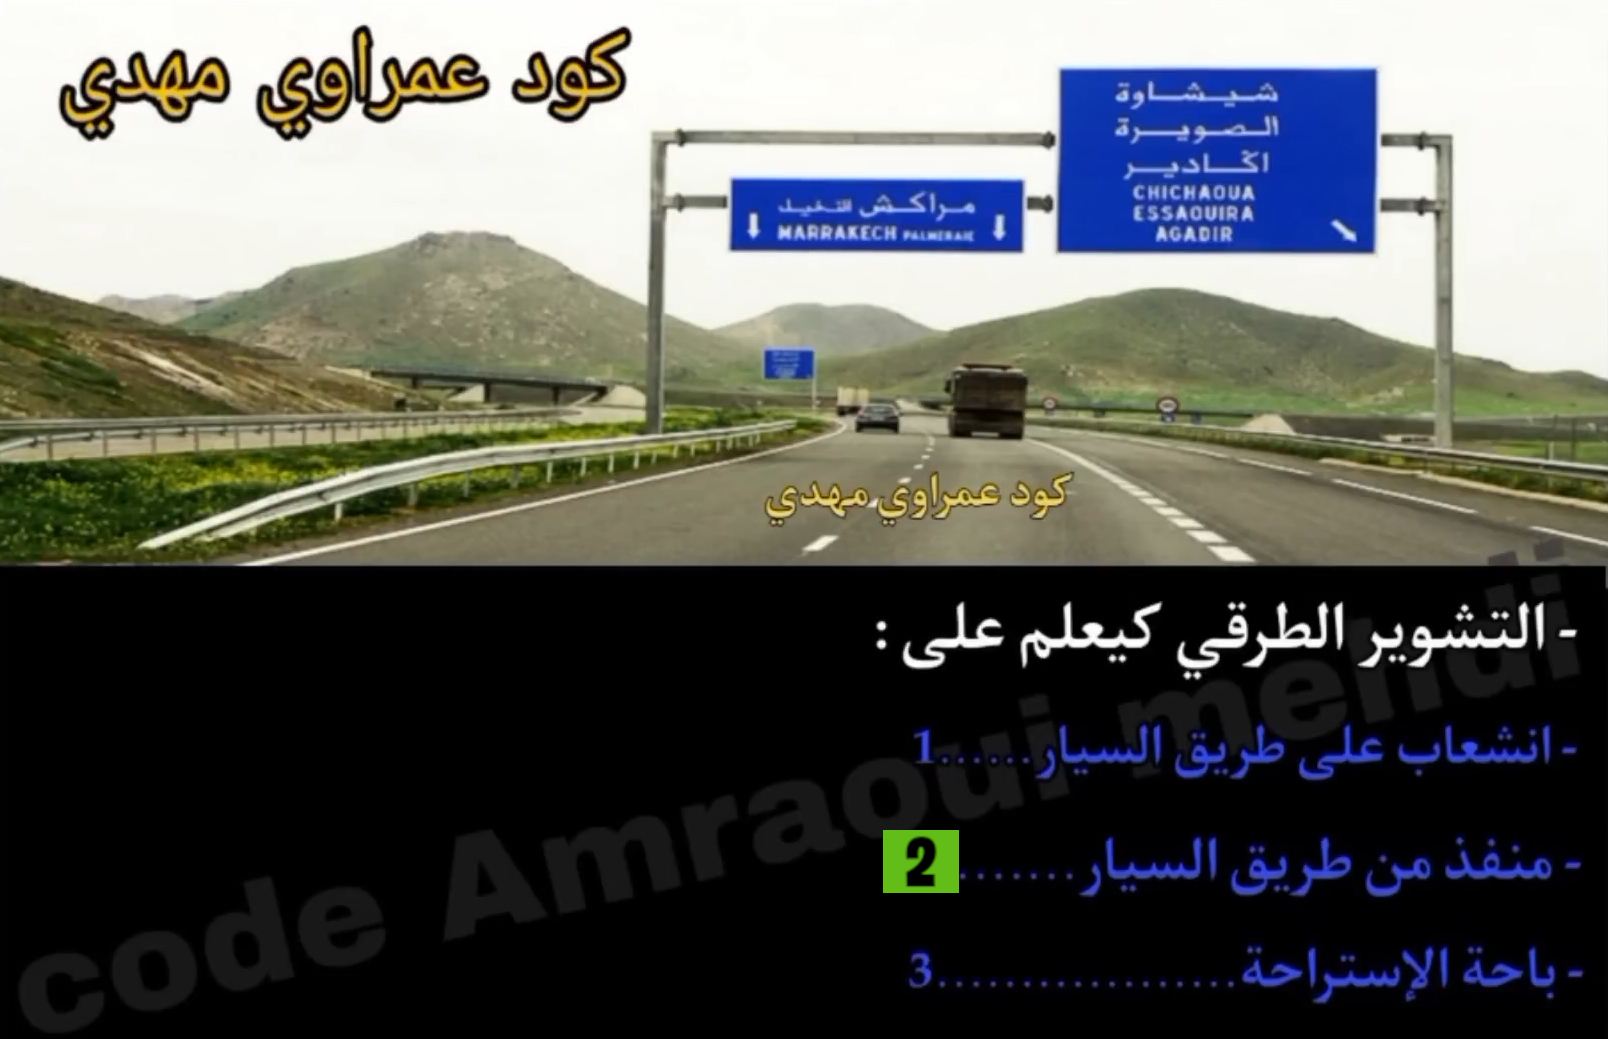 كود عمراوي مهدي
شيشاوة
الصويرة
اڭادير
CHICHAOUA
ESSAOUIRA
AGADIR
مراكش النخيل
MARRAKECH PALMERAIE
كود عمراوي مهدي
- التشوير الطرقي كيعلم على :
- انشعاب على طريق السيار......1
- منفذ من طريق السيار.......2
- باحة الإستراحة..................3
code Amraoui mehdi